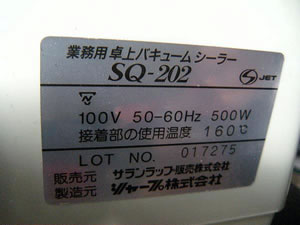 業務用 卓上バキュームシーラー
SQ-202
JET
100V 50-60Hz 500W
接着部の使用温度 160℃
LOT NO. 017275
販売元 サランラップ販売株式会社
製造元 シャープ株式会社